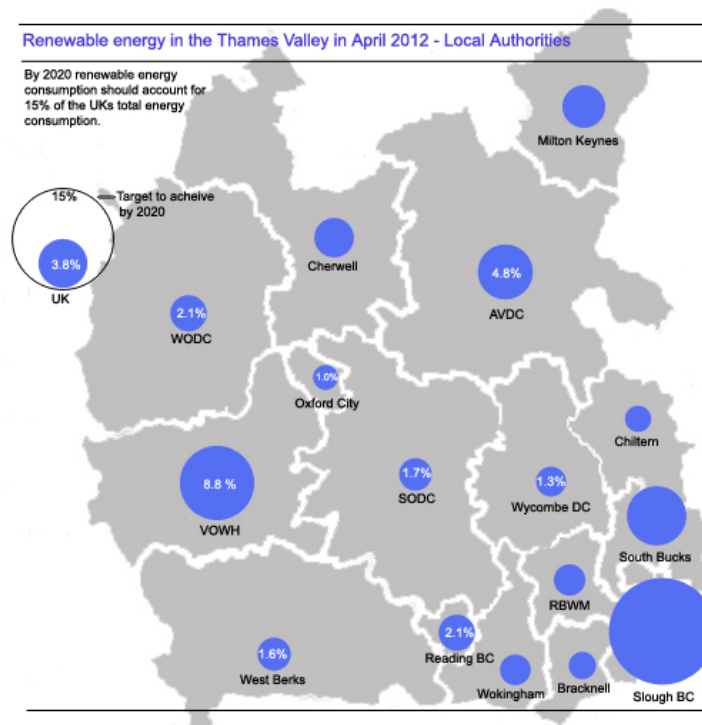 Renewable energy in the Thames Valley in April 2012 - Local Authorities
By 2020 renewable energy
consumption should account for
15% of the UKs total energy
consumption.
Milton Keynes
15%
Target to acheive
by 2020
3.8%
UK
Cherwell
4.8%
AVDC
2.1%
WODC
1.0%
Oxford City
Chiltern
8.8 %
VOWH
1.7%
SODC
1.3%
Wycombe DC
South Bucks
RBWM
2.1%
Reading BC
1.6%
West Berks
Wokingham
Bracknell
Slough BC